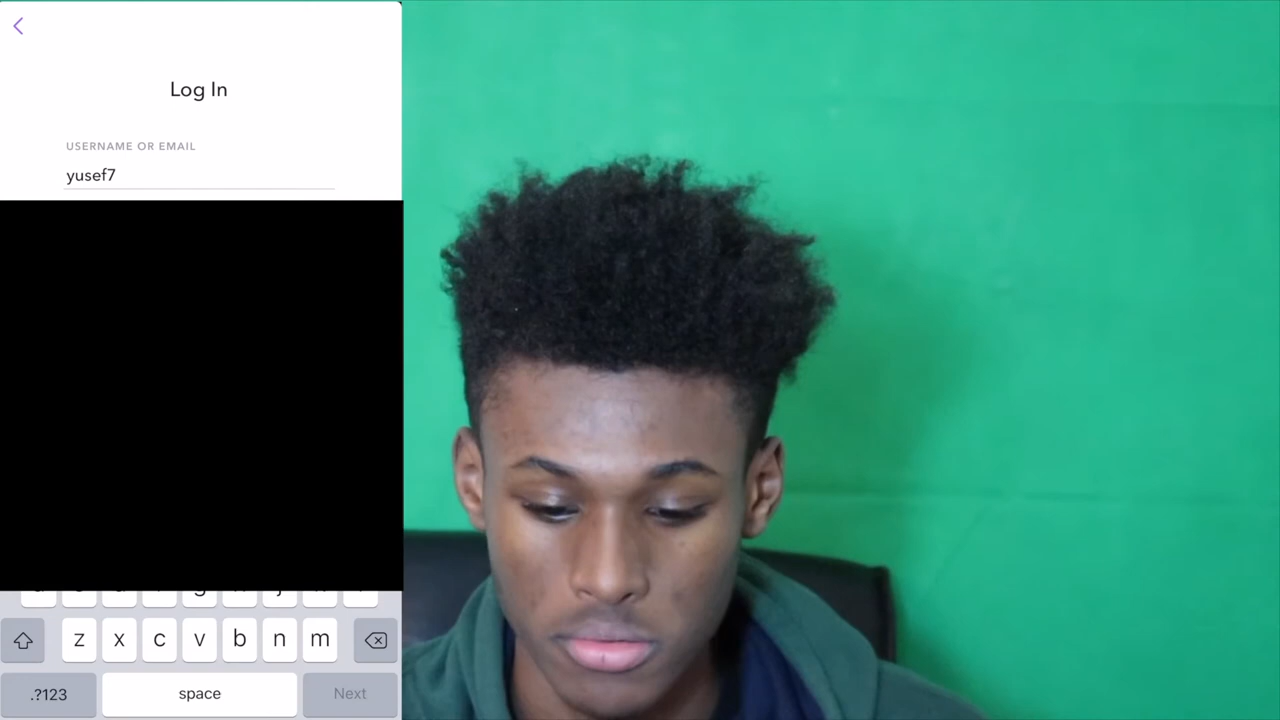 Log In
USERNAME OR EMAIL
yusef7
z x c v b n m
.?123 space Next